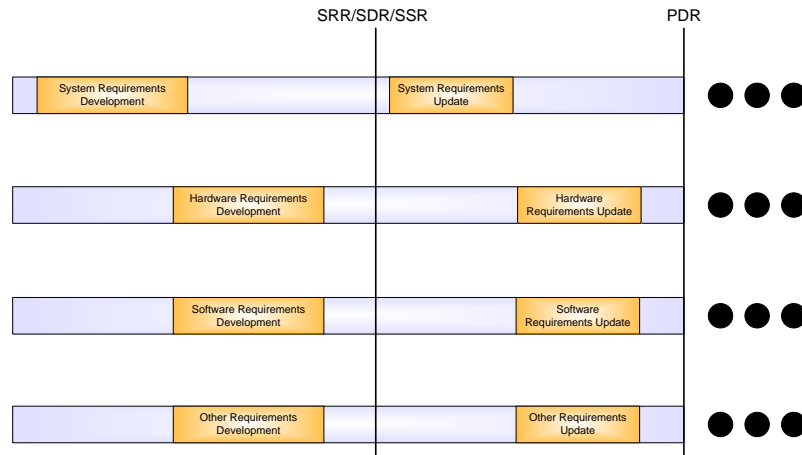 SRR/SDR/SSR
PDR
System Requirements
Development
System Requirements
Update
Hardware Requirements
Development
Hardware
Requirements Update
Software Requirements
Development
Software
Requirements Update
Other Requirements
Development
Other Requirements
Update